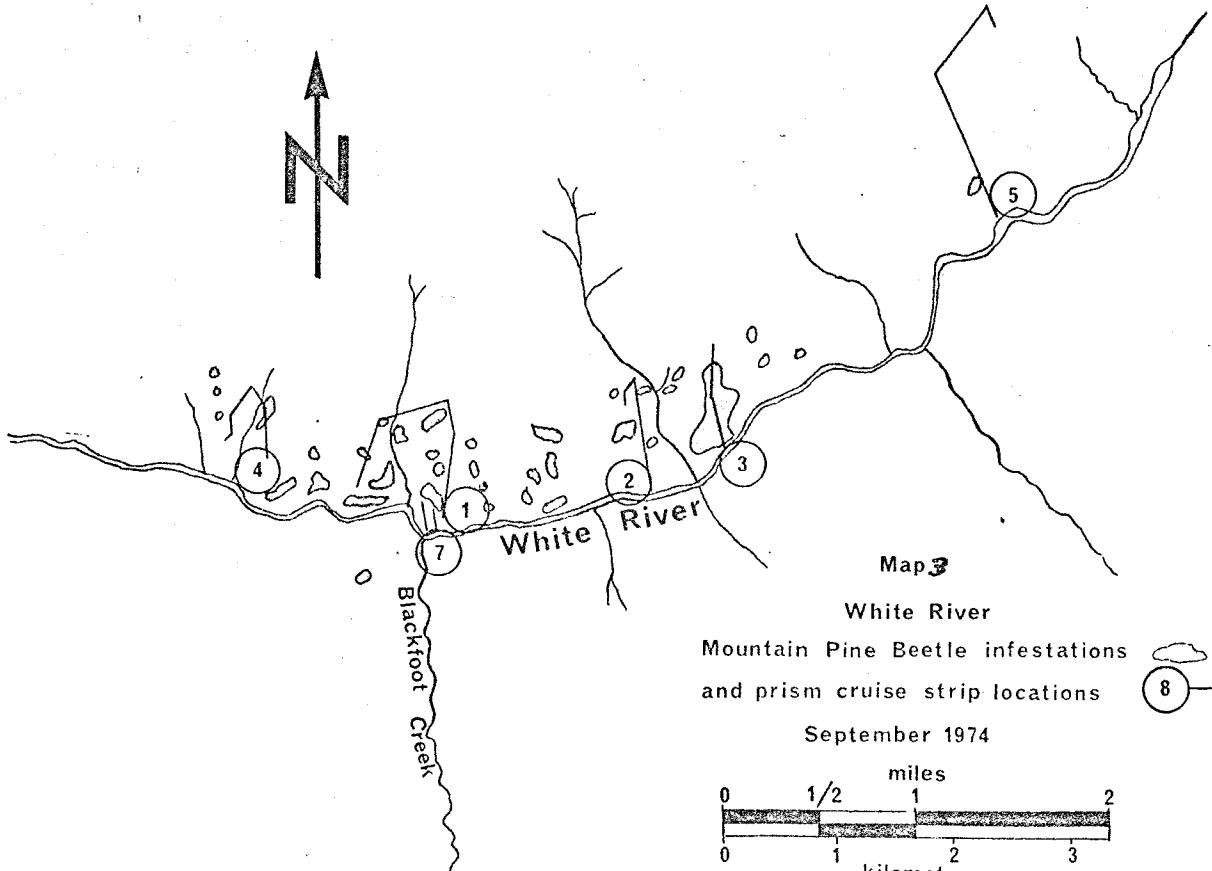 N
5
4
1
2
3
7
White River
Blackfoot Creek
Map 3
White River
Mountain Pine Beetle infestations
and prism cruise strip locations 8
September 1974
miles
0 1/2 1 2
0 1 2 3